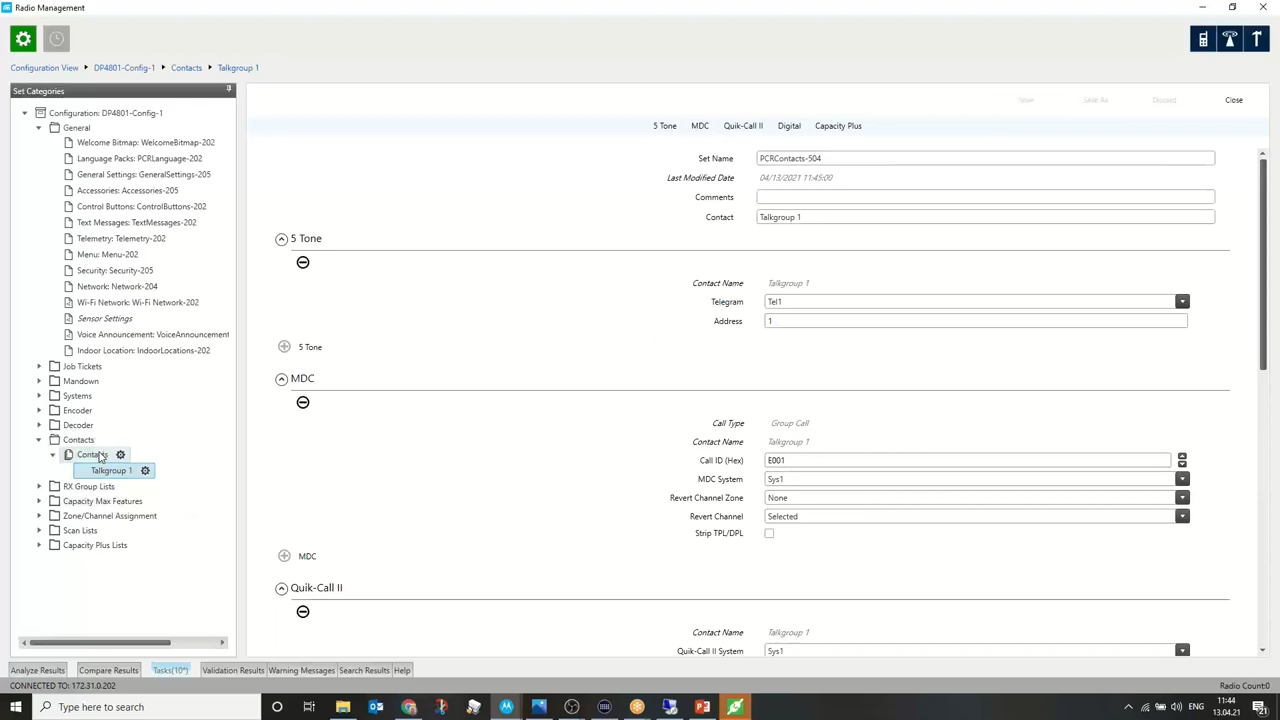 Radio Management
Configuration View DP4801-Config-1 Contacts Talkgroup 1
Set Categories
Configuration: DP4801-Config-1
General
Welcome Bitmap: WelcomeBitmap-202
Language Packs: PCRLanguage-202
General Settings: GeneralSettings-205
Accessories: Accessories-205
Control Buttons: ControlButtons-202
Text Messages: TextMessages-202
Telemetry: Telemetry-202
Menu: Menu-202
Security: Security-205
Network: Network-204
Wi-Fi Network: Wi-Fi Network-202
Sensor Settings
Voice Announcement: VoiceAnnouncement
Indoor Location: IndoorLocations-202
Job Tickets
Mandown
Systems
Encoder
Decoder
Contacts
Contacts
Talkgroup 1
RX Group Lists
Capacity Max Features
Zone/Channel Assignment
Scan Lists
Capacity Plus Lists
Save Save As Discard Close
5 Tone MDC Quik-Call II Digital Capacity Plus
Set Name PCRContacts-504
Last Modified Date 04/13/2021 11:45:00
Comments
Contact Talkgroup 1
5 Tone
Contact Name Talkgroup 1
Telegram Tel1
Address 1
5 Tone
MDC
Call Type Group Call
Contact Name Talkgroup 1
Call ID (Hex) E001
MDC System Sys1
Revert Channel Zone None
Revert Channel Selected
Strip TPL/DPL
MDC
Quik-Call II
Contact Name Talkgroup 1
Quik-Call II System Sys1
Analyze Results Compare Results Tasks(10*) Validation Results Warning Messages Search Results Help
CONNECTED TO: 172.31.0.202 Radio Count:0
Type here to search
11:44
13.04.21
21